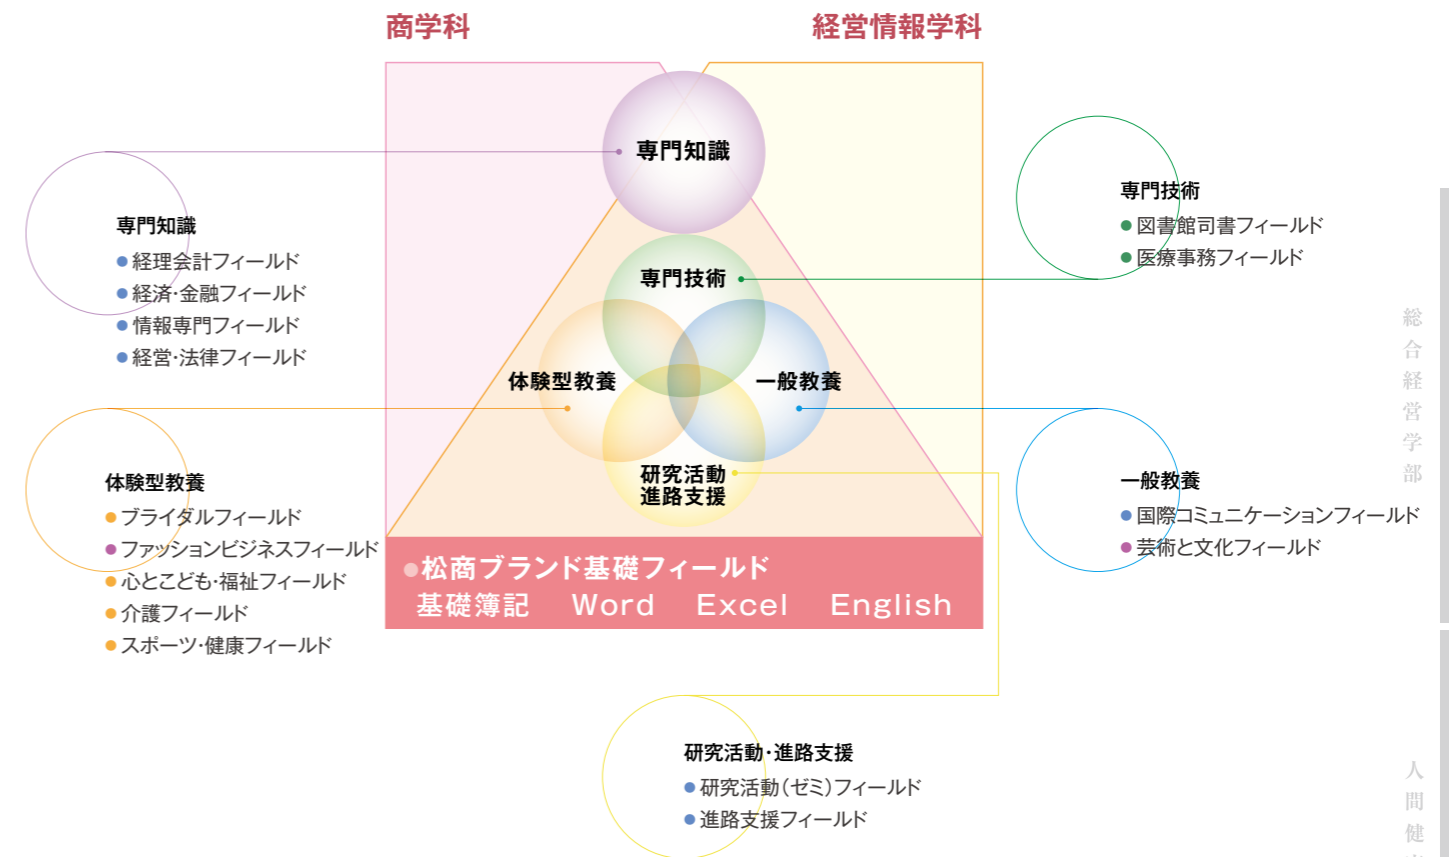 商学科
経営情報学科
専門知識
専門技術
体験型教養
一般教養
研究活動
進路支援
●松商ブランド基礎フィールド
基礎簿記 Word Excel English
専門知識
●経理会計フィールド
●経済・金融フィールド
●情報専門フィールド
●経営・法律フィールド
体験型教養
●ブライダルフィールド
●ファッションビジネスフィールド
●心とこども・福祉フィールド
●介護フィールド
●スポーツ・健康フィールド
専門技術
●図書館司書フィールド
●医療事務フィールド
一般教養
●国際コミュニケーションフィールド
●芸術と文化フィールド
研究活動・進路支援
●研究活動（ゼミ）フィールド
●進路支援フィールド
総合経営学部
人間健